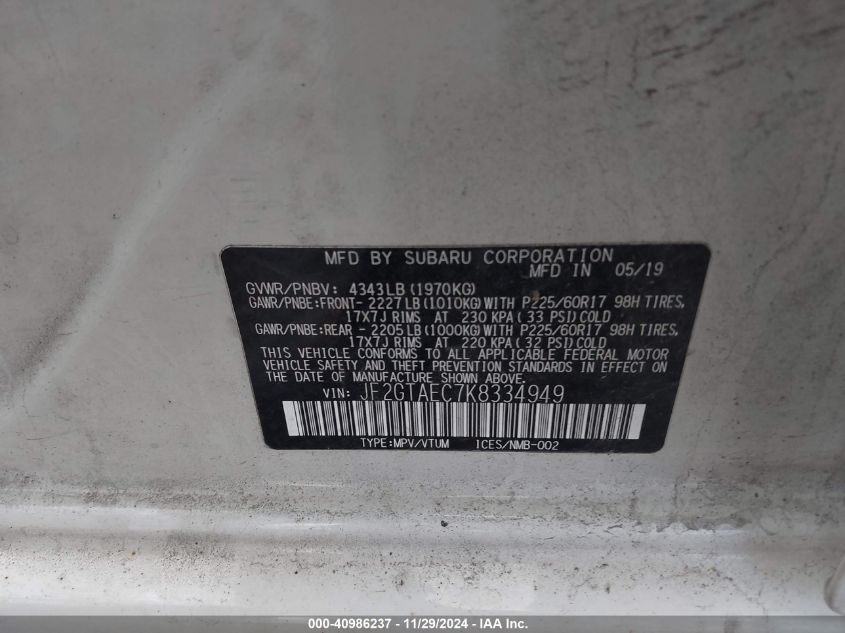 MFD BY SUBARU CORPORATION
MFD IN 05/19
GVWR/PNBV: 4343LB (1970KG)
GAWR/PNBE:FRONT- 2227LB (1010KG) WITH P225/60R17 98H TIRES,
17X7J RIMS AT 230 KPA ( 33 PSI) COLD
GAWR/PNBE:REAR - 2205LB (1000KG) WITH P225/60R17 98H TIRES,
17X7J RIMS AT 220 KPA ( 32 PSI) COLD
THIS VEHICLE CONFORMS TO ALL APPLICABLE FEDERAL MOTOR
VEHICLE SAFETY AND THEFT PREVENTION STANDARDS IN EFFECT ON
THE DATE OF MANUFACTURE SHOWN ABOVE.
VIN: JF2GTAEC7K8334949
TYPE:MPV/VTUM ICES/NMB-002
000-40986237 - 11/29/2024 - IAAI Inc.